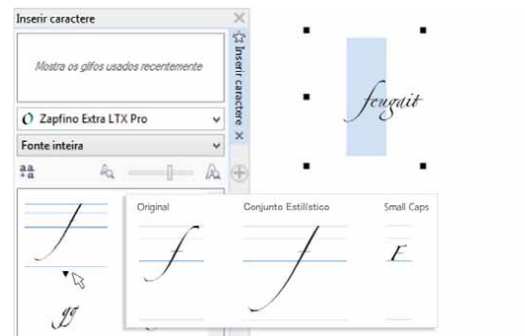 Inserir caractere
Mostra os glifos usados recentemente
Zapfino Extra LTX Pro
Fonte inteira
Inserir caractere
feugait
Original
Conjunto Estilístico
Small Caps
f
f
f
F
gg